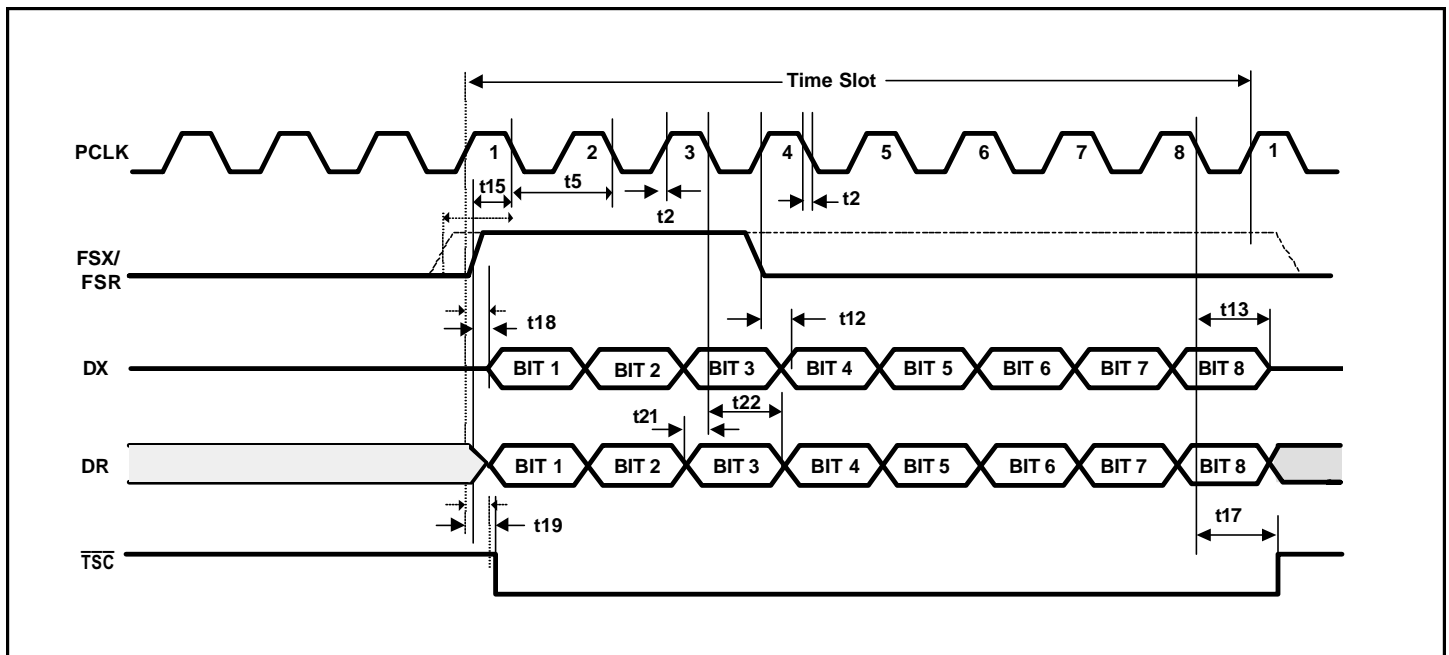 Time Slot
PCLK
1 2 3 4 5 6 7 8 1
t15
t5
t2
t2
FSX/
FSR
t18
t12
t13
DX
BIT 1 BIT 2 BIT 3 BIT 4 BIT 5 BIT 6 BIT 7 BIT 8
t21
t22
DR
BIT 1 BIT 2 BIT 3 BIT 4 BIT 5 BIT 6 BIT 7 BIT 8
t19
t17
TSC